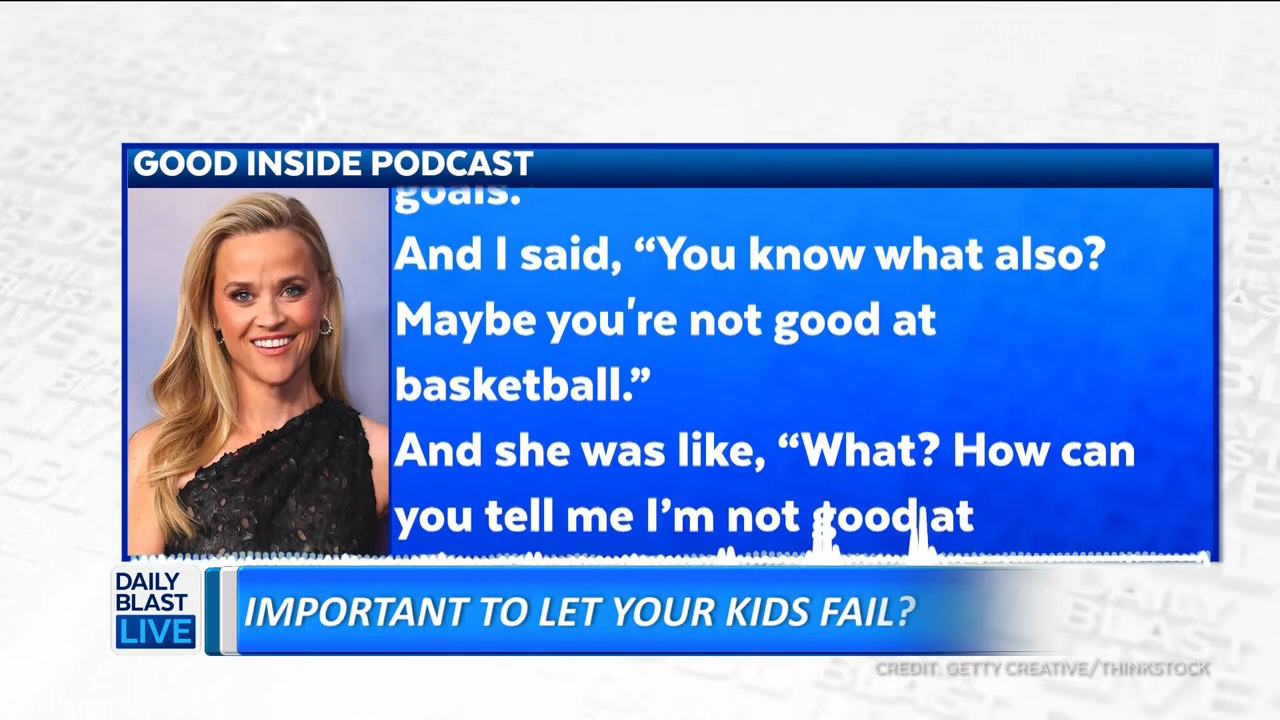 GOOD INSIDE PODCAST
goals.
And I said, “You know what also?
Maybe you're not good at
basketball.”
And she was like, “What? How can
you tell me I’m not good at
DAILY
BLAST
LIVE
IMPORTANT TO LET YOUR KIDS FAIL?
CREDIT: GETTY CREATIVE/THINKSTOCK